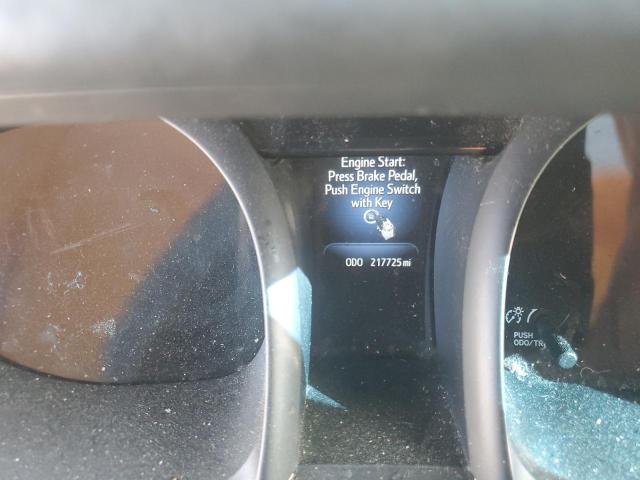 Engine Start:
Press Brake Pedal,
Push Engine Switch
with Key
ODO 217725 mi
PUSH
ODO/TR